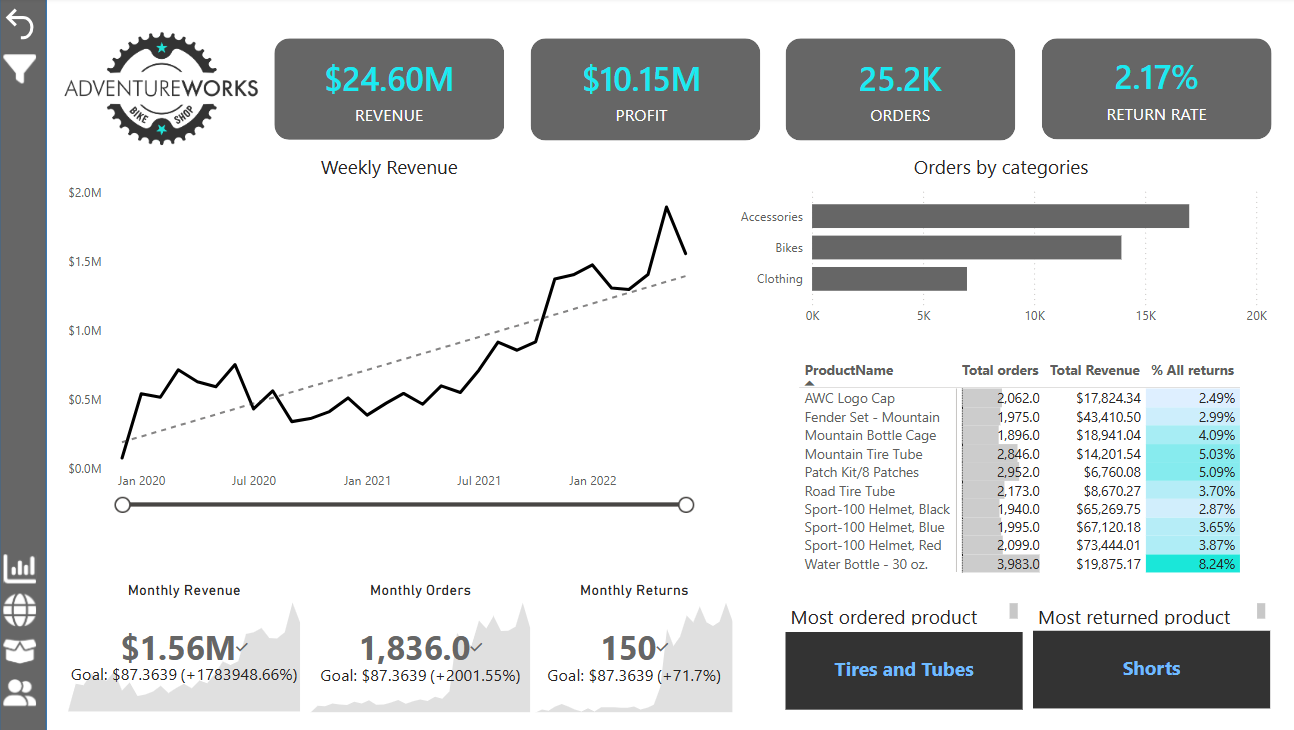 ADVENTUREWORKS
BIKE SHOP
$24.60M
REVENUE
$10.15M
PROFIT
25.2K
ORDERS
2.17%
RETURN RATE
Weekly Revenue
$2.0M
$1.5M
$1.0M
$0.5M
$0.0M
Jan 2020 Jul 2020 Jan 2021 Jul 2021 Jan 2022
Orders by categories
Accessories
Bikes
Clothing
0K 5K 10K 15K 20K
ProductName Total orders Total Revenue % All returns
AWC Logo Cap 2,062.0 $17,824.34 2.49%
Fender Set - Mountain 1,975.0 $43,410.50 2.99%
Mountain Bottle Cage 1,896.0 $18,941.04 4.09%
Mountain Tire Tube 2,846.0 $14,201.54 5.03%
Patch Kit/8 Patches 2,952.0 $6,760.08 5.09%
Road Tire Tube 2,173.0 $8,670.27 3.70%
Sport-100 Helmet, Black 1,940.0 $65,269.75 2.87%
Sport-100 Helmet, Blue 1,995.0 $67,120.18 3.65%
Sport-100 Helmet, Red 2,099.0 $73,444.01 3.87%
Water Bottle - 30 oz. 3,983.0 $19,875.17 8.24%
Monthly Revenue
$1.56M
Goal: $87.3639 (+1783948.66%)
Monthly Orders
1,836.0
Goal: $87.3639 (+2001.55%)
Monthly Returns
150
Goal: $87.3639 (+71.7%)
Most ordered product
Tires and Tubes
Most returned product
Shorts